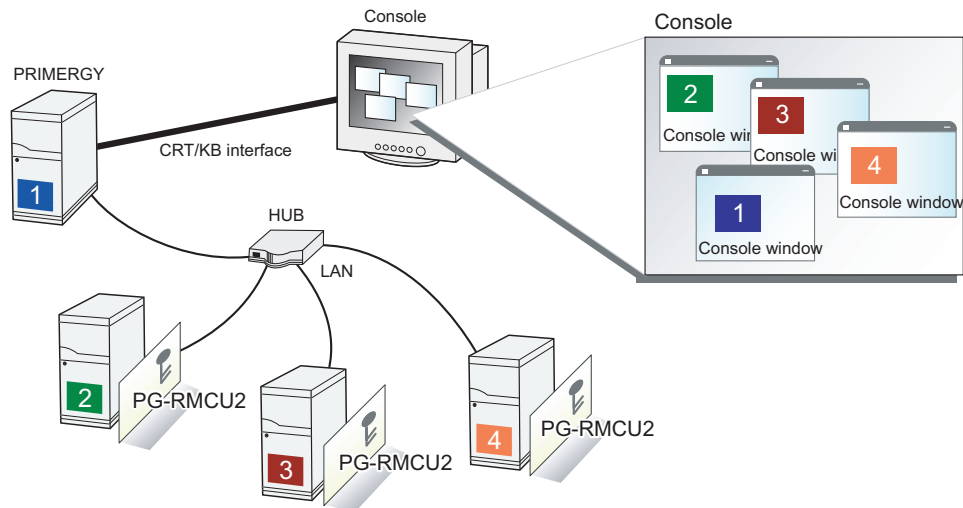 Console
PRIMERGY
1
CRT/KB interface
HUB
LAN
2
PG-RMCU2
3
PG-RMCU2
4
PG-RMCU2
Console
2
Console win
3
Console wi
4
Console window
1
Console window